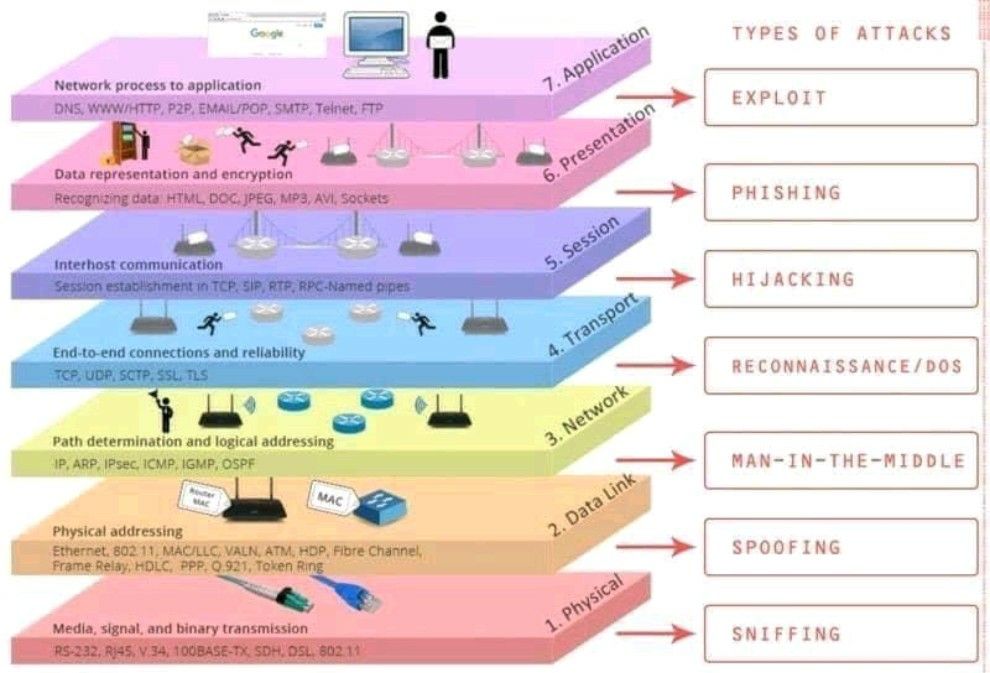 TYPES OF ATTACKS
Google
7. Application
Network process to application
DNS, WWW/HTTP, P2P, EMAIL/POP, SMTP, Telnet, FTP
EXPLOIT
6. Presentation
Data representation and encryption
Recognizing data: HTML, DOC, JPEG, MP3, AVI, Sockets
PHISHING
5. Session
Interhost communication
Session establishment in TCP, SIP, RTP, RPC-Named pipes
HIJACKING
4. Transport
End-to-end connections and reliability
TCP, UDP, SCTP, SSL, TLS
RECONNAISSANCE/DOS
3. Network
Path determination and logical addressing
IP, ARP, IPsec, ICMP, IGMP, OSPF
MAN-IN-THE-MIDDLE
2. Data Link
Router
MAC
MAC
Physical addressing
Ethernet, 802.11, MAC/LLC, VALN, ATM, HDP, Fibre Channel,
Frame Relay, HDLC, PPP, Q.921, Token Ring
SPOOFING
1. Physical
Media, signal, and binary transmission
RS-232, RJ45, V.34, 100BASE-TX, SDH, DSL, 802.11
SNIFFING